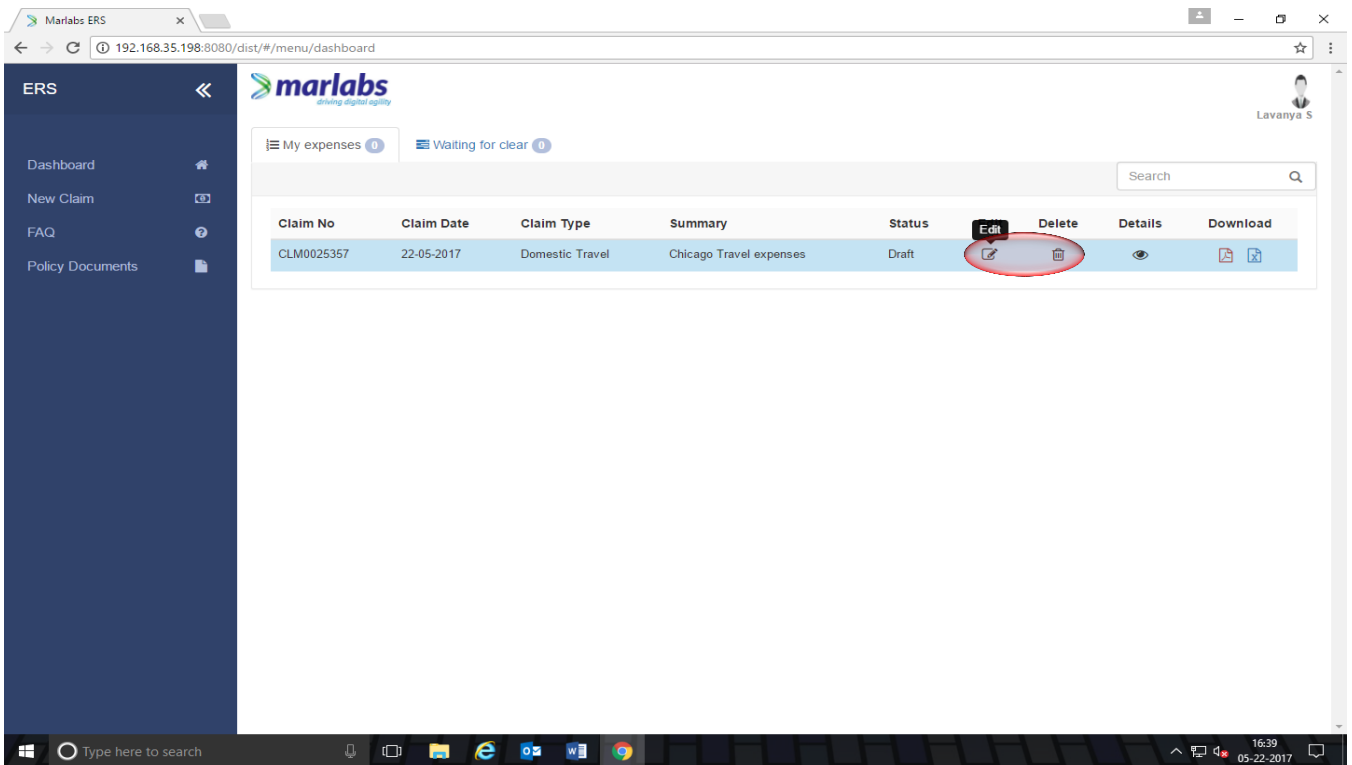 Marlabs ERS
192.168.35.198:8080/dist/#/menu/dashboard
ERS
marlabs
driving digital agility
Lavanya S
My expenses 0 Waiting for clear 0
Dashboard
New Claim
FAQ
Policy Documents
Search
Claim No Claim Date Claim Type Summary Status Delete Details Download
Edit
CLM0025357 22-05-2017 Domestic Travel Chicago Travel expenses Draft
Type here to search
16:39
05-22-2017